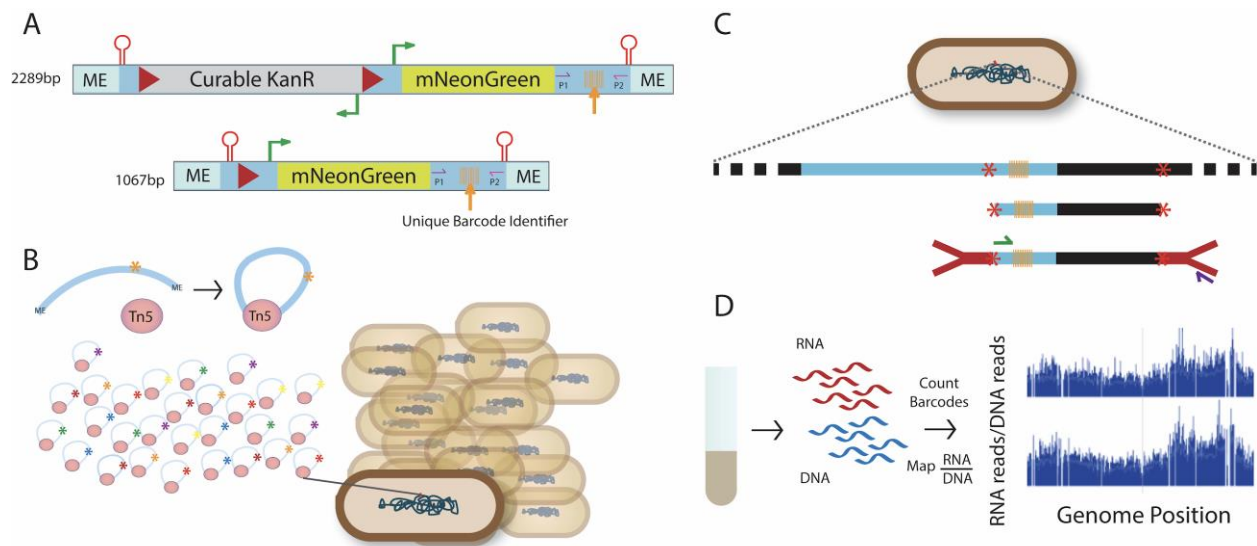 A
2289bp
ME
Curable KanR
mNeonGreen
P1
P2
ME
1067bp
ME
mNeonGreen
P1
P2
ME
Unique Barcode Identifier
B
ME
ME
Tn5
Tn5
C
D
RNA
DNA
Count
Barcodes
Map RNA
DNA
RNA reads/DNA reads
Genome Position